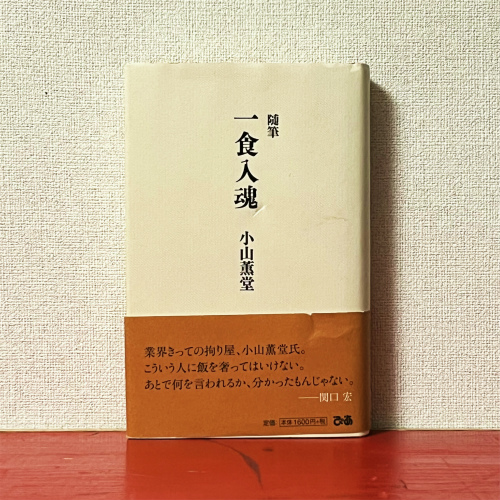 随筆
一食入魂
小山薫堂
業界きっての拘り屋、小山薫堂氏。
こういう人に飯を奢ってはいけない。
あとで何を言われるか、分かったもんじゃない。
——関口 宏
定価 本体1600円+税 ぴあ